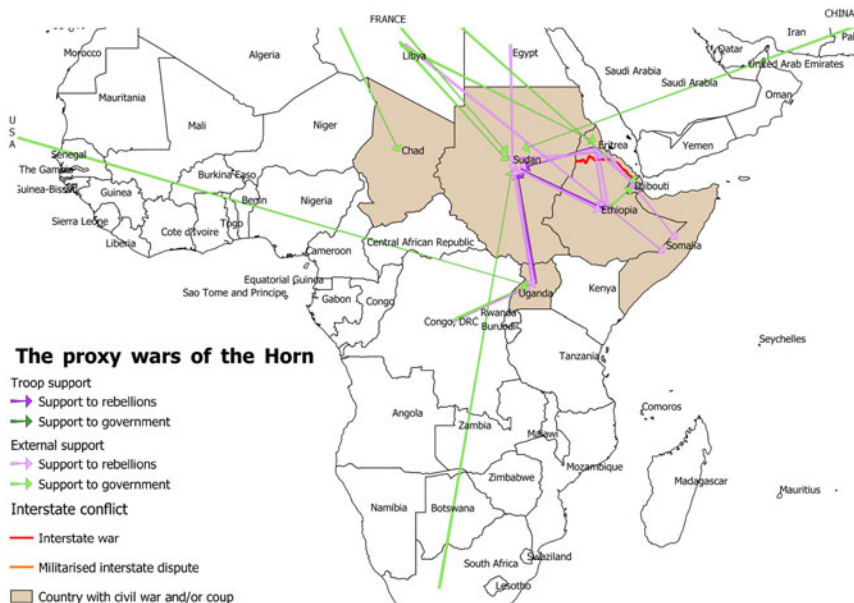 FRANCE
CHINA
USA
Morocco
Algeria
Libya
Egypt
Iran
Qatar
United Arab Emirates
Saudi Arabia
Saudi Arabia
Oman
Mauritania
Mali
Niger
Chad
Sudan
Eritrea
Yemen
Senegal
The Gambia
Guinea-Bissau
Guinea
Burkina Faso
Benin
Nigeria
Djibouti
Ethiopia
Sierra Leone
Liberia
Cote d'Ivoire
Togo
Cameroon
Central African Republic
Somalia
Equatorial Guinea
Sao Tome and Principe
Gabon
Congo
Uganda
Kenya
Congo, DRC
Rwanda
Burundi
Tanzania
Seychelles
Angola
Zambia
Malawi
Comoros
Mozambique
Zimbabwe
Madagascar
Mauritius
Namibia
Botswana
South Africa
Swaziland
Lesotho
The proxy wars of the Horn
Troop support
Support to rebellions
Support to government
External support
Support to rebellions
Support to government
Interstate conflict
Interstate war
Militarised interstate dispute
Country with civil war and/or coup